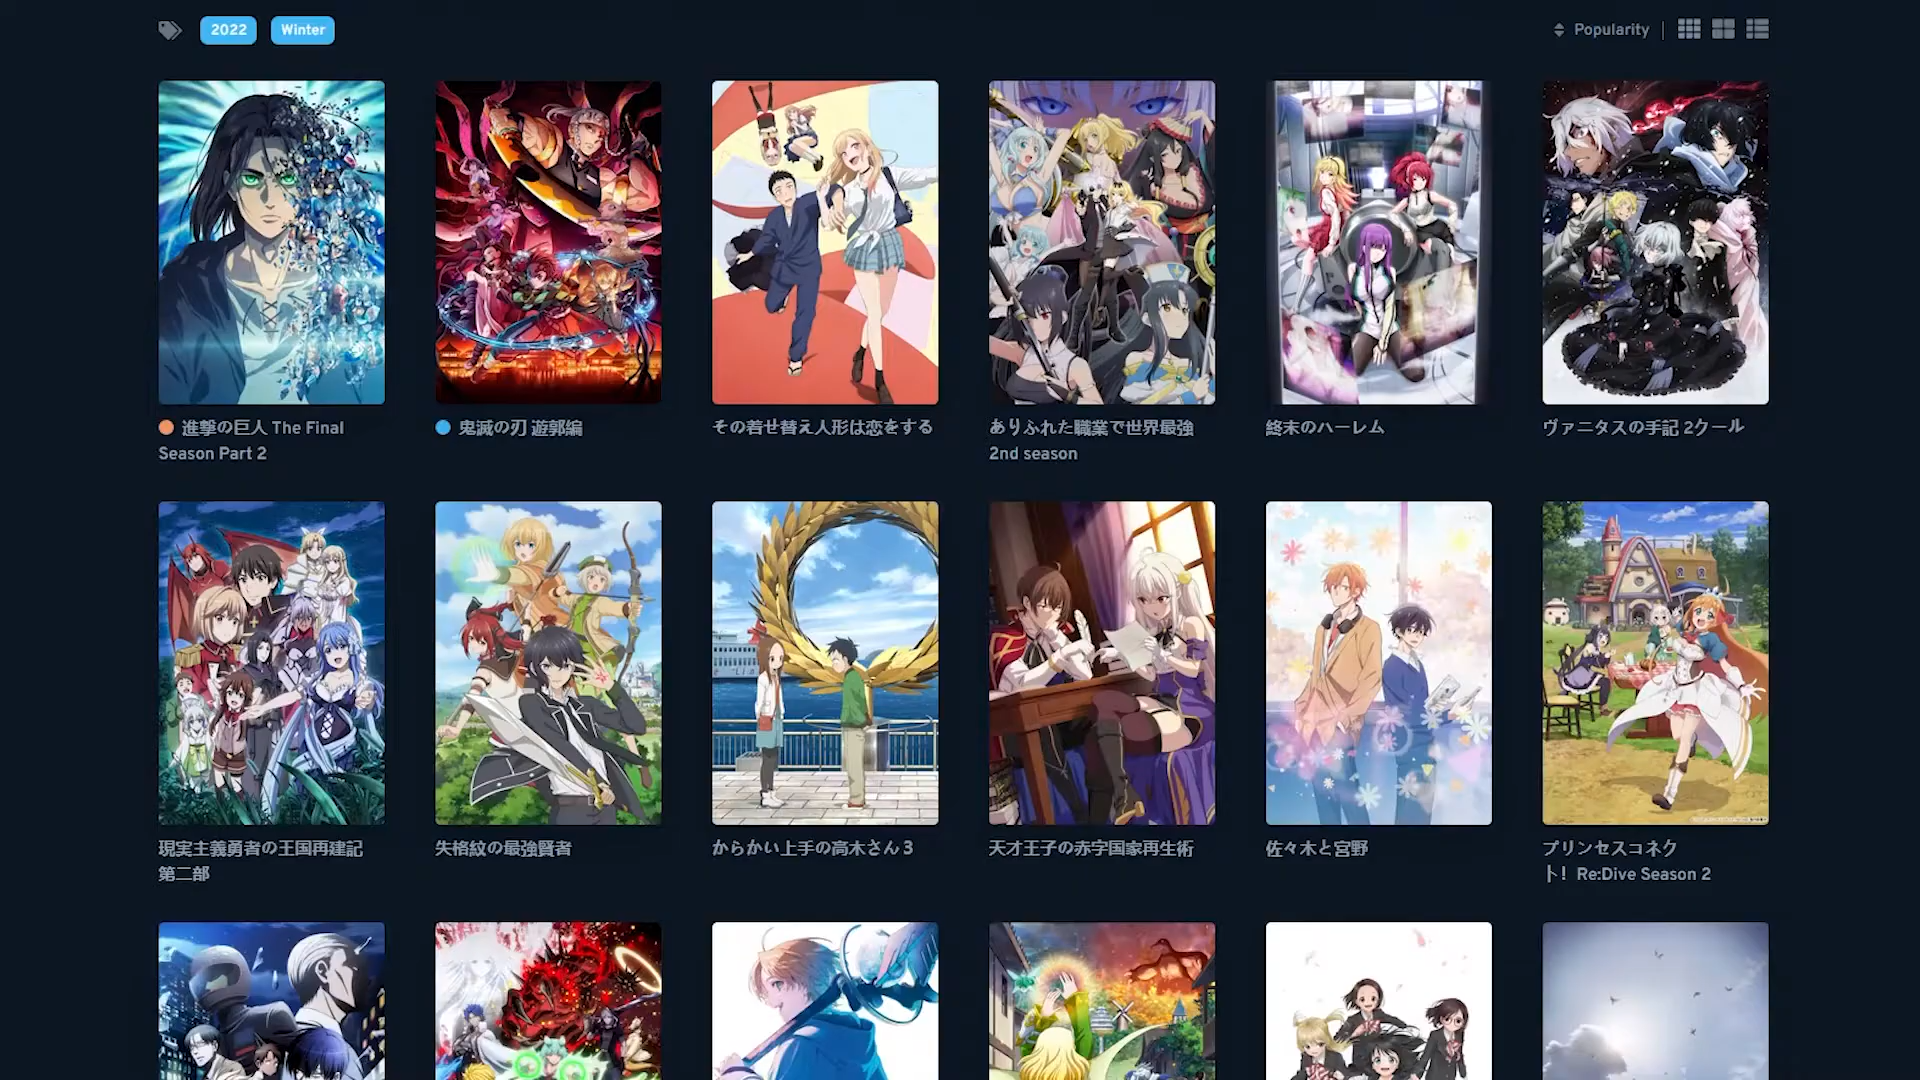 2022 Winter
Popularity
進撃の巨人 The Final
Season Part 2
鬼滅の刃 遊郭編
その着せ替え人形は恋をする
ありふれた職業で世界最強
2nd season
終末のハーレム
ヴァニタスの手記 2クール
現実主義勇者の王国再建記
第二部
失格紋の最強賢者
からかい上手の高木さん３
天才王子の赤字国家再生術
佐々木と宮野
プリンセスコネク
ト！ Re:Dive Season 2